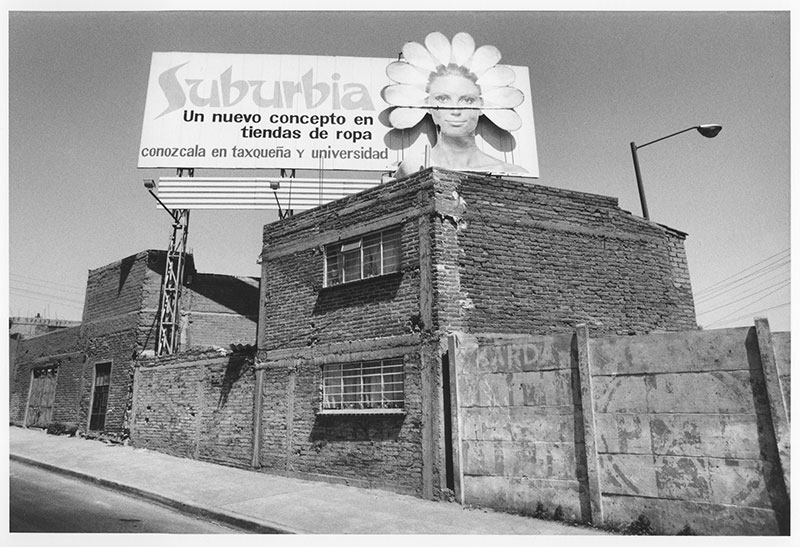 Suburbia
Un nuevo concepto en
tiendas de ropa
conozcala en taxqueña y universidad